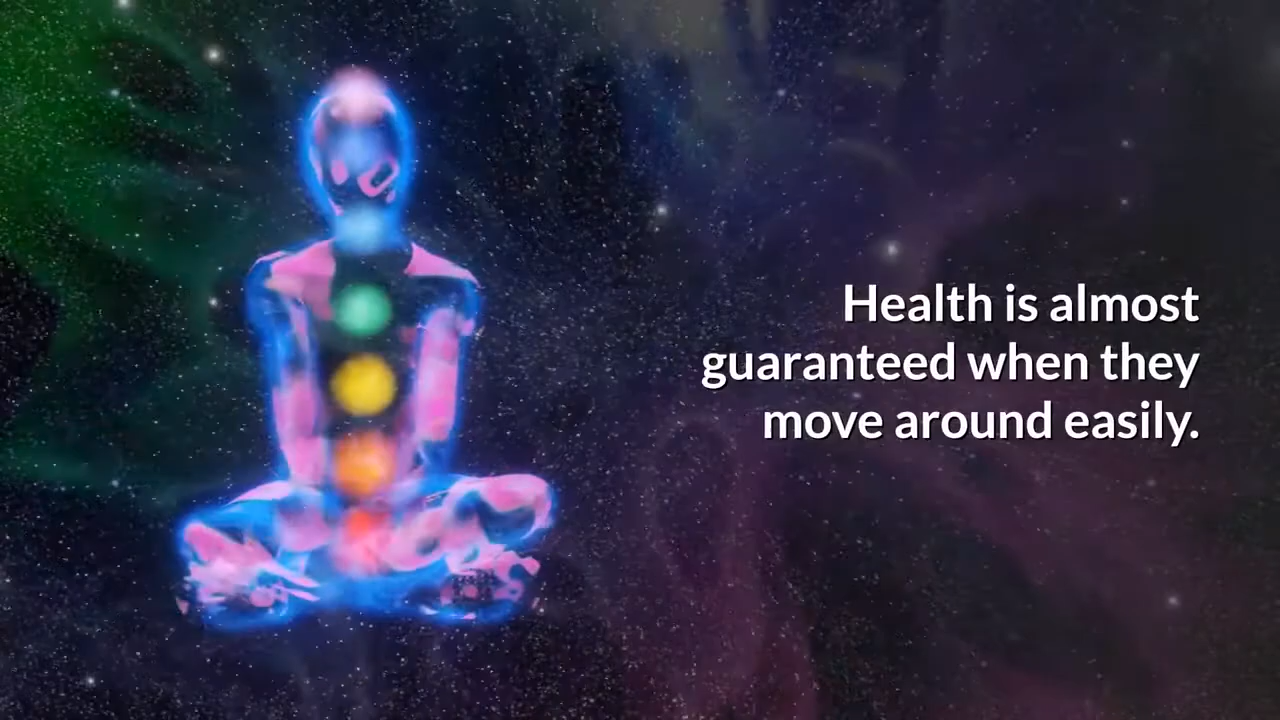 Health is almost
guaranteed when they
move around easily.